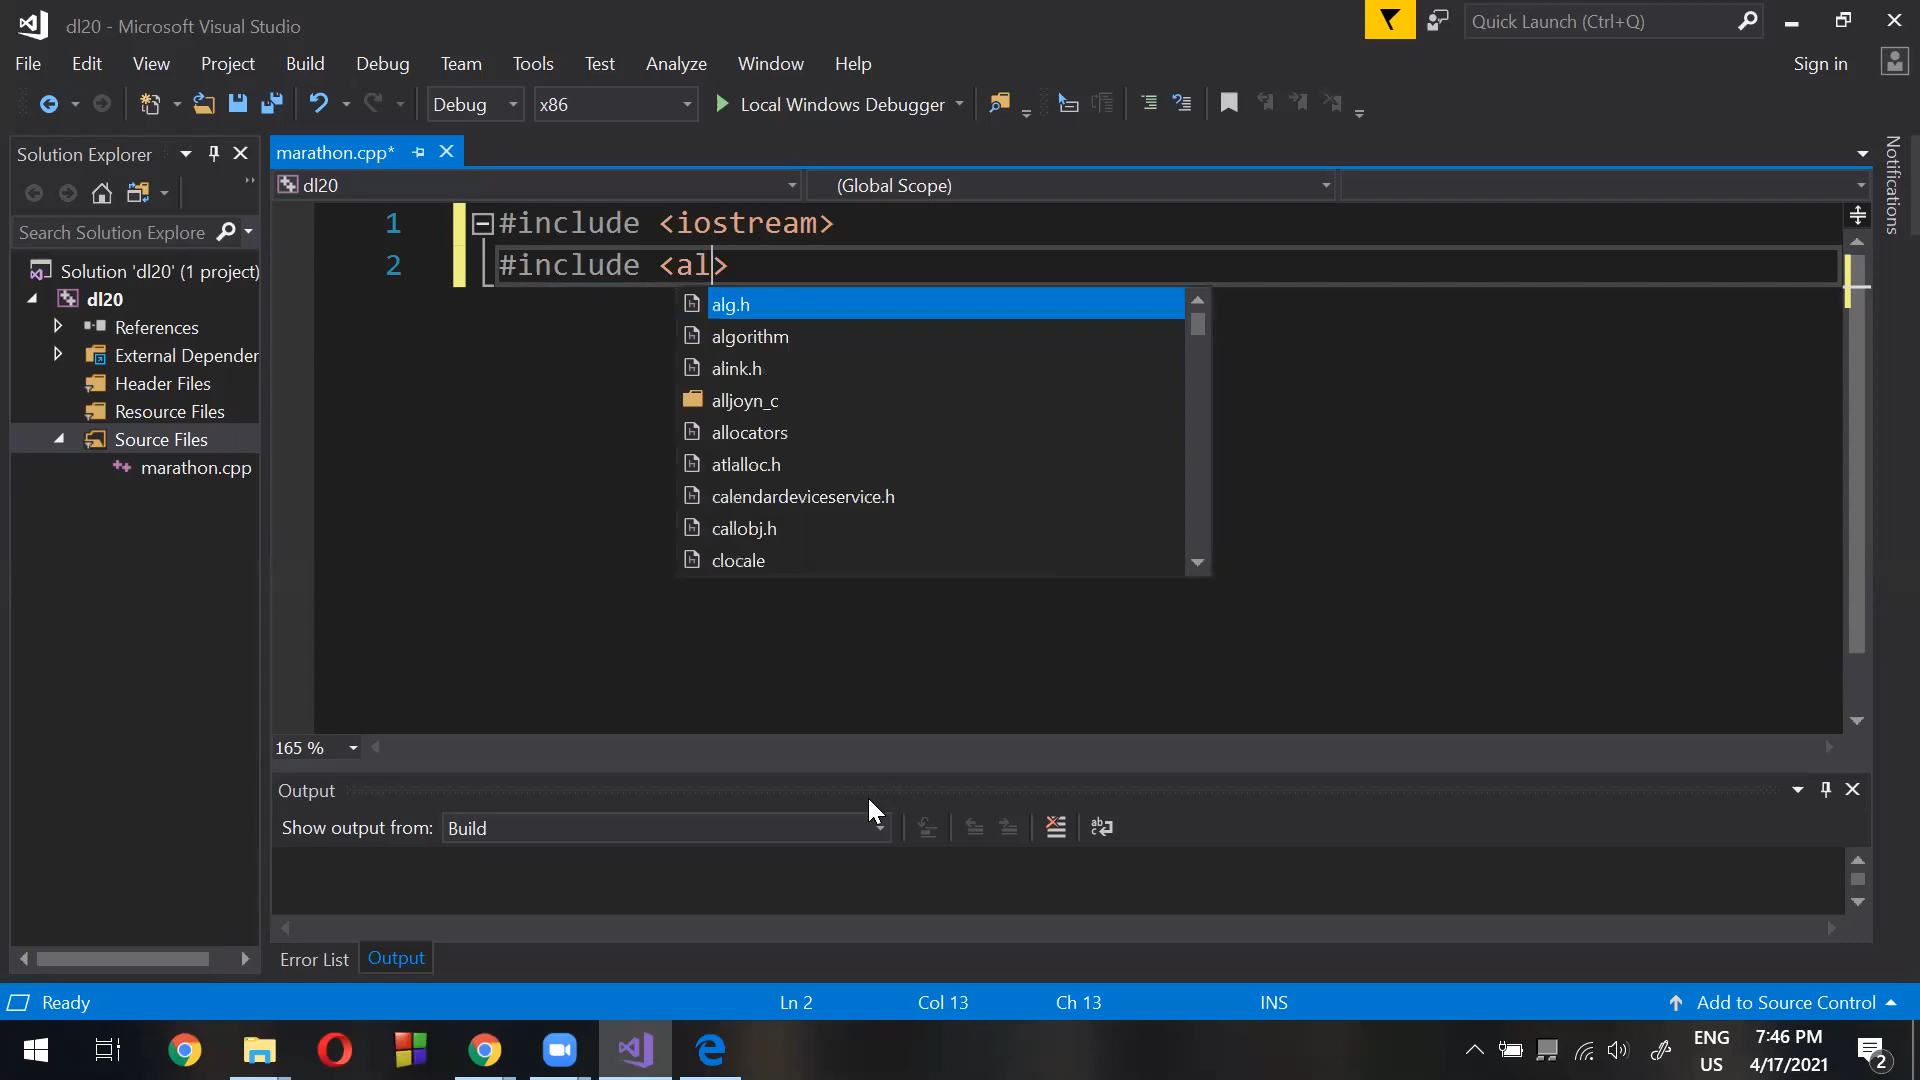 dl20 - Microsoft Visual Studio
Quick Launch (Ctrl+Q)
File Edit View Project Build Debug Team Tools Test Analyze Window Help
Sign in
Debug x86 Local Windows Debugger
Solution Explorer
Search Solution Explore
Solution 'dl20' (1 project)
dl20
References
External Depender
Header Files
Resource Files
Source Files
marathon.cpp
marathon.cpp*
dl20 (Global Scope)
1 #include <iostream>
2 #include <al>
alg.h
algorithm
alink.h
alljoyn_c
allocators
atlalloc.h
calendardeviceservice.h
callobj.h
clocale
165 %
Notifications
Output
Show output from: Build
Error List Output
Ready Ln 2 Col 13 Ch 13 INS Add to Source Control
ENG
US
7:46 PM
4/17/2021
2